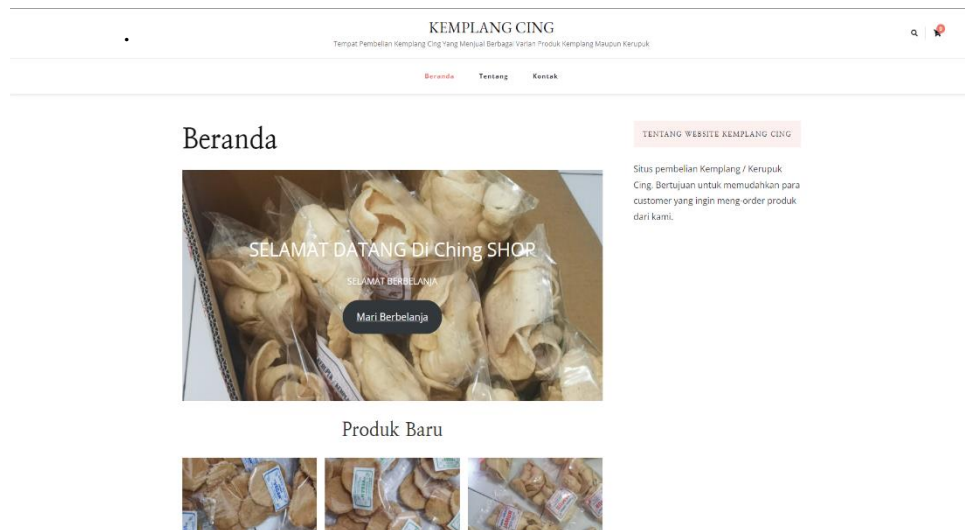 KEMPLANG CING
Tempat Pembelian Kemplang Cing Yang Menjual Berbagai Varian Produk Kemplang Maupun Kerupuk
0
Beranda Tentang Kontak
Beranda
SELAMAT DATANG Di Ching SHOP
SELAMAT BERBELANJA
Mari Berbelanja
TENTANG WEBSITE KEMPLANG CING
Situs pembelian Kemplang / Kerupuk
Cing. Bertujuan untuk memudahkan para
customer yang ingin meng-order produk
dari kami.
Produk Baru